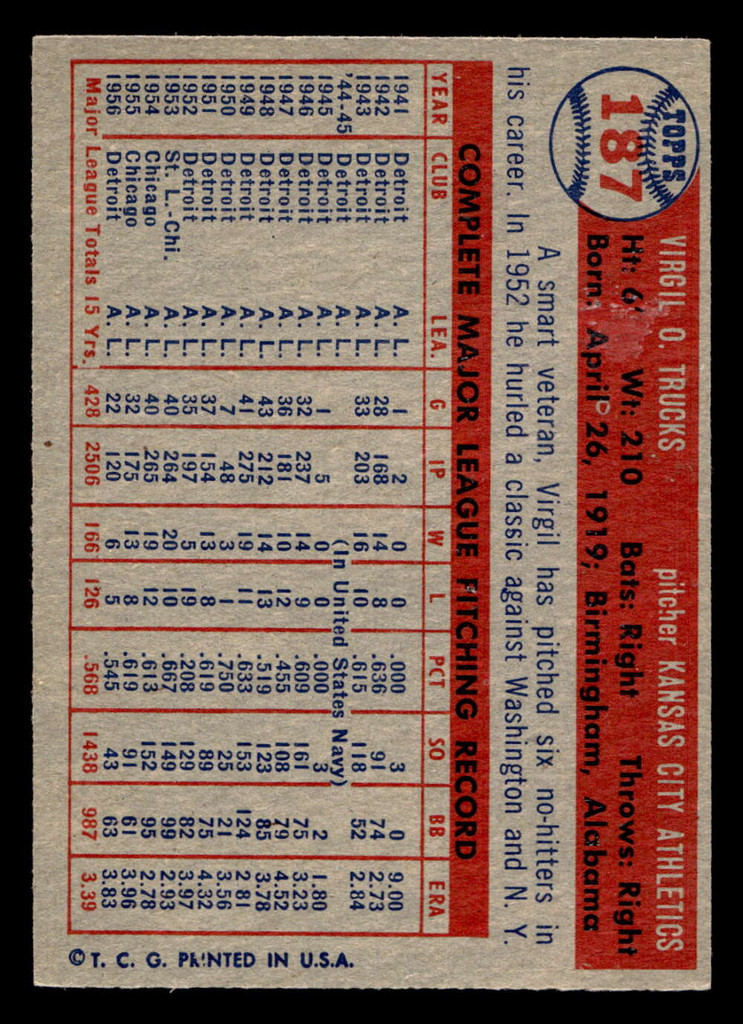 TOPPS
187
VIRGIL O. TRUCKS pitcher KANSAS CITY ATHLETICS
Ht: 6' Wt: 210 Bats: Right Throws: Right
Born: April 26, 1919; Birmingham, Alabama
A smart veteran, Virgil has pitched six no-hitters in
his career. In 1952 he hurled a classic against Washington and N. Y.
COMPLETE MAJOR LEAGUE PITCHING RECORD
YEAR CLUB LEA. G IP W L PCT SO BB ERA
1941 Detroit A. L. 1 2 0 0 .000 3 0 9.00
1942 Detroit A. L. 28 168 14 8 .636 91 74 2.73
1943 Detroit A. L. 33 203 16 10 .615 118 52 2.84
'44-45 Detroit A. L. (In United States Navy)
1945 Detroit A. L. 1 5 0 0 .000 3 2 1.80
1946 Detroit A. L. 32 237 14 9 .609 161 75 3.23
1947 Detroit A. L. 36 181 10 12 .455 108 79 4.52
1948 Detroit A. L. 43 212 14 13 .519 123 85 3.78
1949 Detroit A. L. 41 275 19 11 .633 153 124 2.81
1950 Detroit A. L. 7 48 3 1 .750 25 21 3.56
1951 Detroit A. L. 37 154 13 8 .619 89 75 4.32
1952 Detroit A. L. 35 197 5 19 .208 129 82 3.97
1953 St. L.-Chi. A. L. 40 264 20 10 .667 149 99 2.93
1954 Chicago A. L. 40 265 19 12 .613 152 95 2.78
1955 Chicago A. L. 32 175 13 8 .619 91 61 3.96
1956 Detroit A. L. 22 120 6 5 .545 43 63 3.83
Major League Totals 15 Yrs. 428 2506 166 126 .568 1438 987 3.39
© T. C. G. PRINTED IN U.S.A.